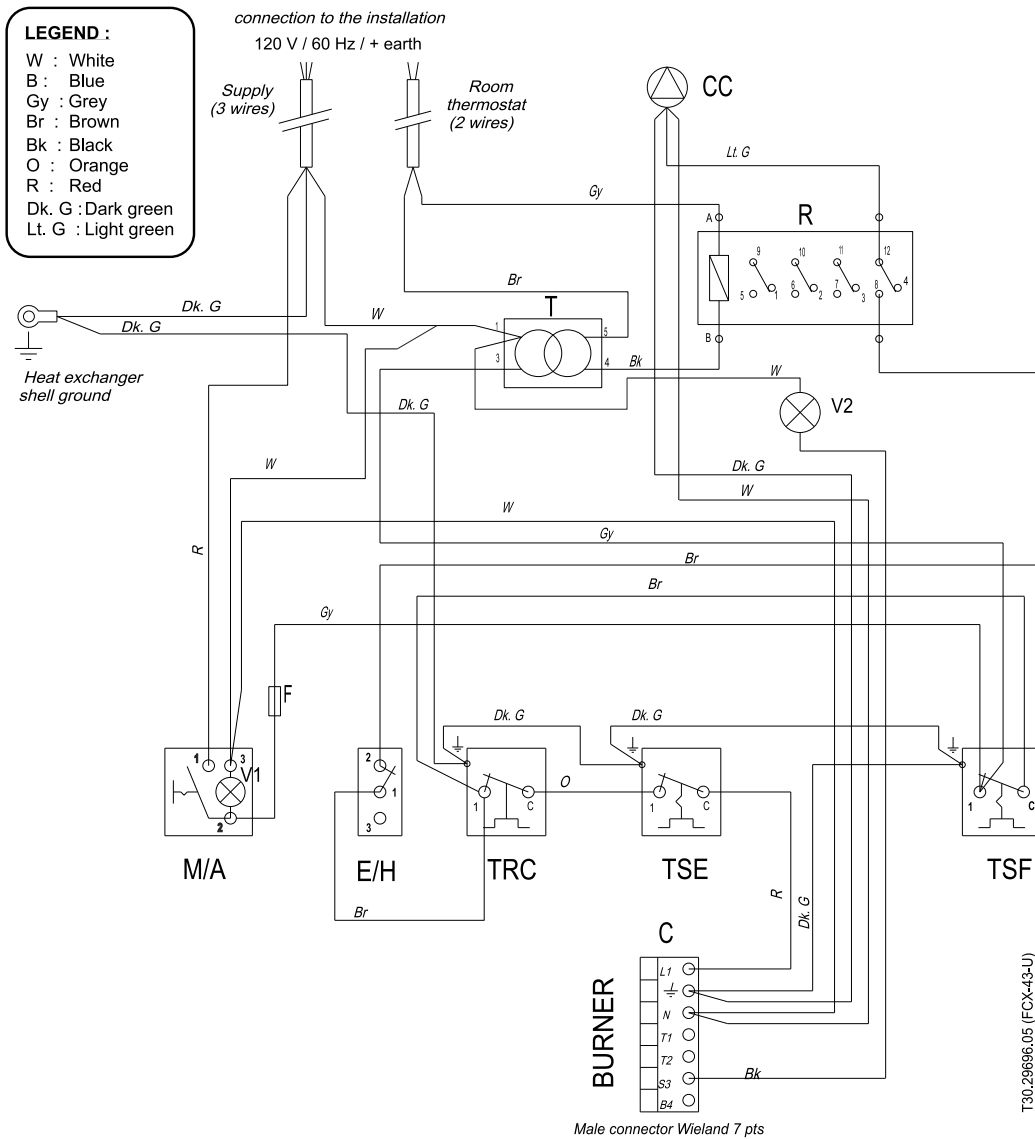 LEGEND :
W : White
B : Blue
Gy : Grey
Br : Brown
Bk : Black
O : Orange
R : Red
Dk. G : Dark green
Lt. G : Light green
connection to the installation
120 V / 60 Hz / + earth
Supply
(3 wires)
Room
thermostat
(2 wires)
CC
Lt. G
Gy
A
R
9
10
11
12
5
1
6
2
7
3
8
4
B
Br
Dk. G
Dk. G
W
T
1
5
3
4
Bk
Heat exchanger
shell ground
W
V2
Dk. G
W
Dk. G
W
W
R
Gy
Br
Br
Gy
F
Dk. G
Dk. G
1
3
V1
2
2
1
3
1
C
O
1
C
1
C
M/A
E/H
TRC
TSE
TSF
Br
R
Dk. G
C
BURNER
L1
N
T1
T2
S3
B4
Bk
Male connector Wieland 7 pts
T30.29696.05 (FCX-43-U)